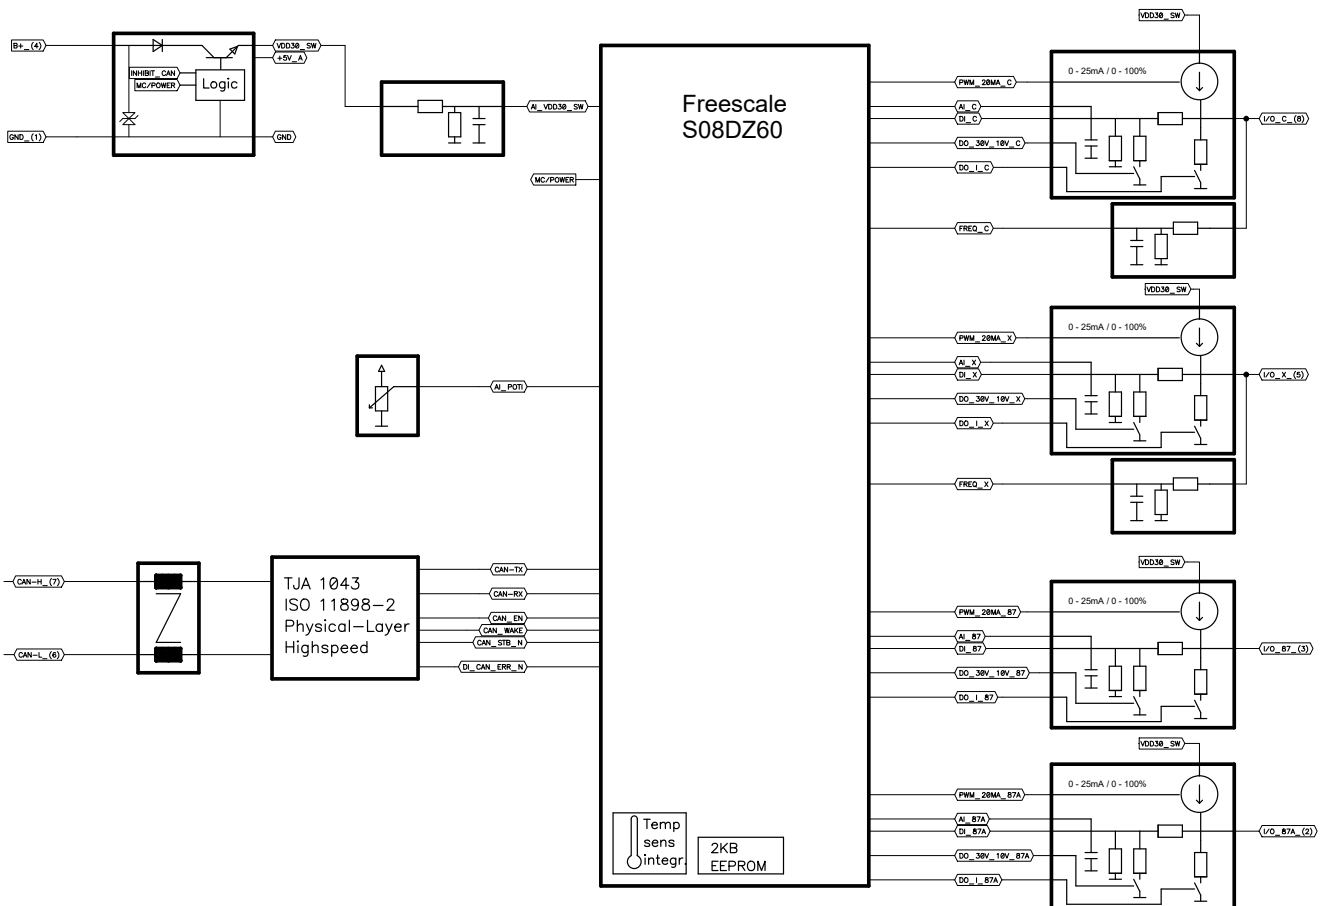 B+_(4)
GND_(1)
INHIBIT_CAN
MC/POWER
Logic
VDD30_SW
+5V_A
GND
AI_VDD30_SW
MC/POWER
AI_POTI
CAN-H_(7)
CAN-L_(6)
TJA 1043
ISO 11898-2
Physical-Layer
Highspeed
CAN-TX
CAN-RX
CAN_EN
CAN_WAKE
CAN_STB_N
DI_CAN_ERR_N
Freescale
S08DZ60
Temp
sens
integr.
2KB
EEPROM
VDD30_SW
0 - 25mA / 0 - 100%
PWM_20MA_C
AI_C
DI_C
DO_30V_10V_C
DO_I_C
FREQ_C
I/O_C_(8)
VDD30_SW
0 - 25mA / 0 - 100%
PWM_20MA_X
AI_X
DI_X
DO_30V_10V_X
DO_I_X
FREQ_X
I/O_X_(5)
VDD30_SW
0 - 25mA / 0 - 100%
PWM_20MA_87
AI_87
DI_87
DO_30V_10V_87
DO_I_87
I/O_87_(3)
VDD30_SW
0 - 25mA / 0 - 100%
PWM_20MA_87A
AI_87A
DI_87A
DO_30V_10V_87A
DO_I_87A
I/O_87A_(2)